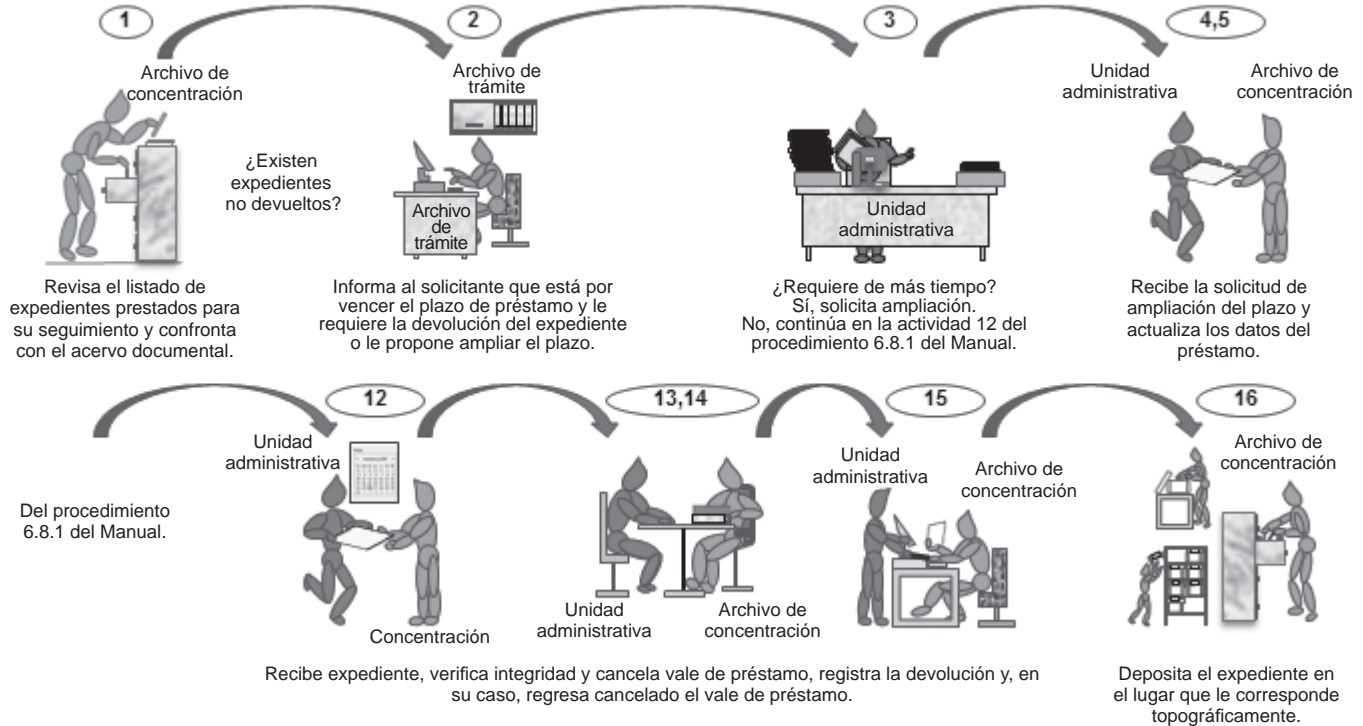 1
2
3
4,5
Archivo de
concentración
Archivo de
trámite
Unidad
administrativa
Archivo de
concentración
¿Existen
expedientes
no devueltos?
Archivo
de
trámite
Unidad
administrativa
Revisa el listado de
expedientes prestados para
su seguimiento y confronta
con el acervo documental.
Informa al solicitante que está por
vencer el plazo de préstamo y le
requiere la devolución del expediente
o le propone ampliar el plazo.
¿Requiere de más tiempo?
Sí, solicita ampliación.
No, continúa en la actividad 12 del
procedimiento 6.8.1 del Manual.
Recibe la solicitud de
ampliación del plazo y
actualiza los datos del
préstamo.
12
13,14
15
16
Del procedimiento
6.8.1 del Manual.
Unidad
administrativa
Concentración
Unidad
administrativa
Archivo de
concentración
Unidad
administrativa
Archivo de
concentración
Archivo de
concentración
Recibe expediente, verifica integridad y cancela vale de préstamo, registra la devolución y, en
su caso, regresa cancelado el vale de préstamo.
Deposita el expediente en
el lugar que le corresponde
topográficamente.